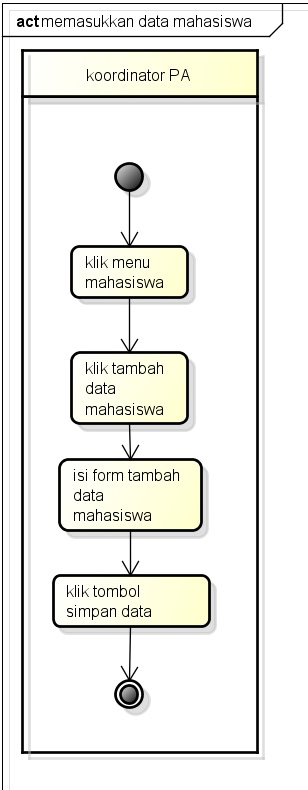 act memasukkan data mahasiswa
koordinator PA
klik menu
mahasiswa
klik tambah
data
mahasiswa
isi form tambah
data
mahasiswa
klik tombol
simpan data